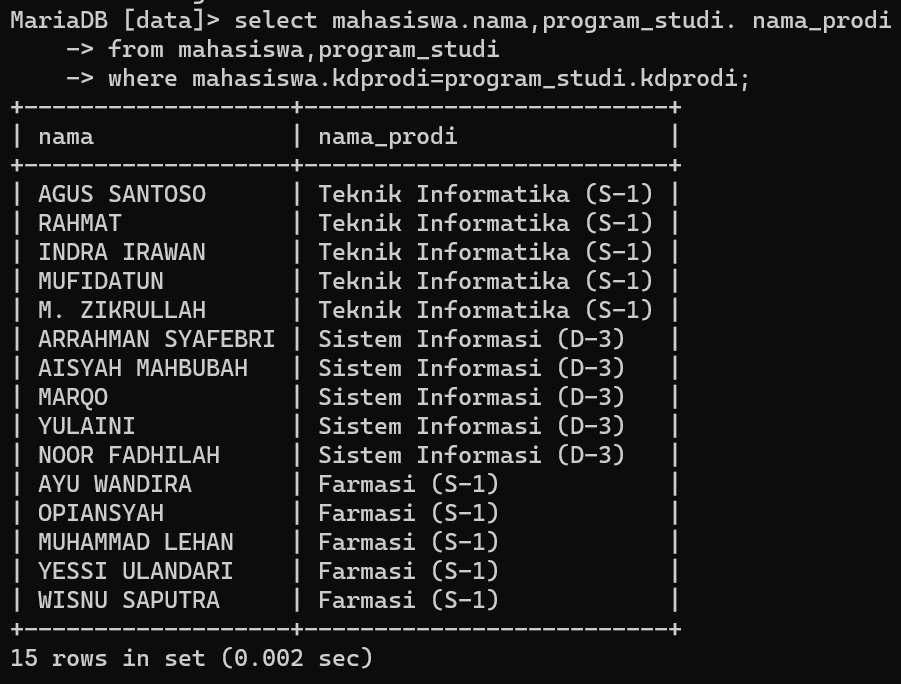 MariaDB [data]> select mahasiswa.nama,program_studi. nama_prodi
    -> from mahasiswa,program_studi
    -> where mahasiswa.kdprodi=program_studi.kdprodi;
+-------------------+--------------------------+
| nama              | nama_prodi               |
+-------------------+--------------------------+
| AGUS SANTOSO      | Teknik Informatika (S-1) |
| RAHMAT            | Teknik Informatika (S-1) |
| INDRA IRAWAN      | Teknik Informatika (S-1) |
| MUFIDATUN         | Teknik Informatika (S-1) |
| M. ZIKRULLAH      | Teknik Informatika (S-1) |
| ARRAHMAN SYAFEBRI | Sistem Informasi (D-3)   |
| AISYAH MAHBUBAH   | Sistem Informasi (D-3)   |
| MARQO             | Sistem Informasi (D-3)   |
| YULAINI           | Sistem Informasi (D-3)   |
| NOOR FADHILAH     | Sistem Informasi (D-3)   |
| AYU WANDIRA       | Farmasi (S-1)            |
| OPIANSYAH         | Farmasi (S-1)            |
| MUHAMMAD LEHAN    | Farmasi (S-1)            |
| YESSI ULANDARI    | Farmasi (S-1)            |
| WISNU SAPUTRA     | Farmasi (S-1)            |
+-------------------+--------------------------+
15 rows in set (0.002 sec)